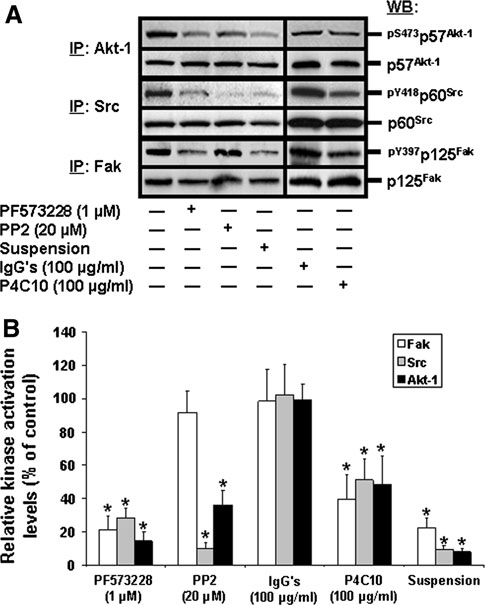 A
WB:
IP: Akt-1
pS473p57Akt-1
p57Akt-1
IP: Src
pY418p60Src
p60Src
IP: Fak
pY397p125Fak
p125Fak
PF573228 (1 µM) — + — — — —
PP2 (20 µM) — — + — — —
Suspension — — — + — —
IgG's (100 µg/ml) — — — — + —
P4C10 (100 µg/ml) — — — — — +
B
Relative kinase activation
levels (% of control)
140
120
100
80
60
40
20
0
Fak
Src
Akt-1
* * * * * * * * * * *
PF573228
(1 µM)
PP2
(20 µM)
IgG's
(100 µg/ml)
P4C10
(100 µg/ml)
Suspension